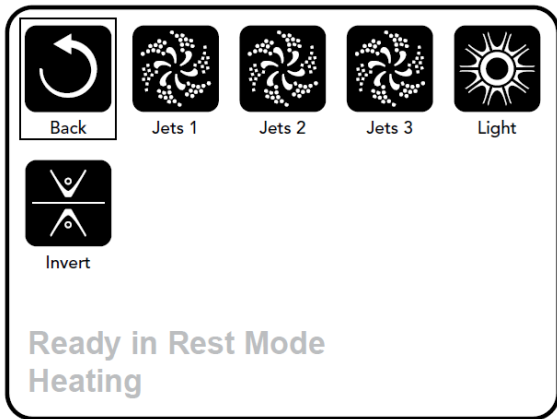 Back Jets 1 Jets 2 Jets 3 Light
Invert
Ready in Rest Mode
Heating